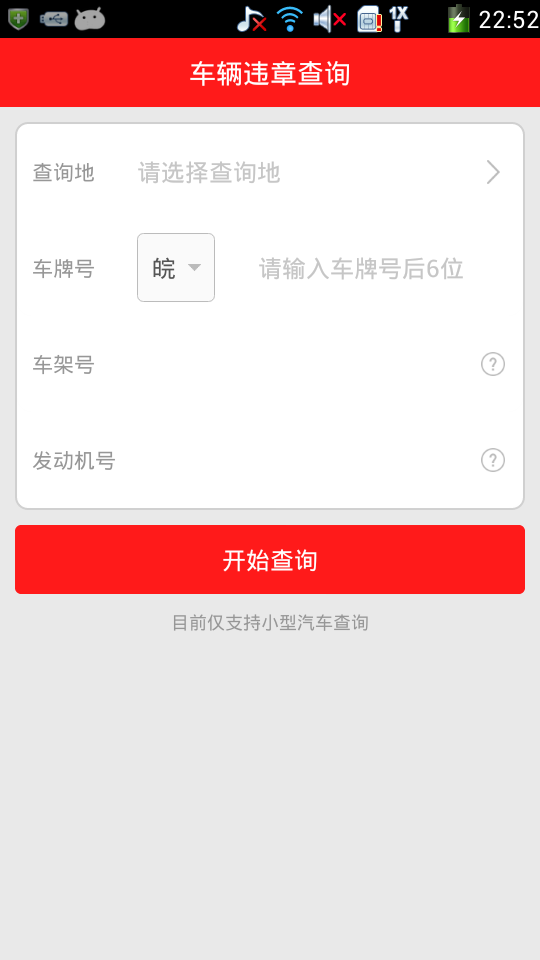 1X 22:52
车辆违章查询
查询地 请选择查询地
车牌号 皖 请输入车牌号后6位
车架号 ?
发动机号 ?
开始查询
目前仅支持小型汽车查询